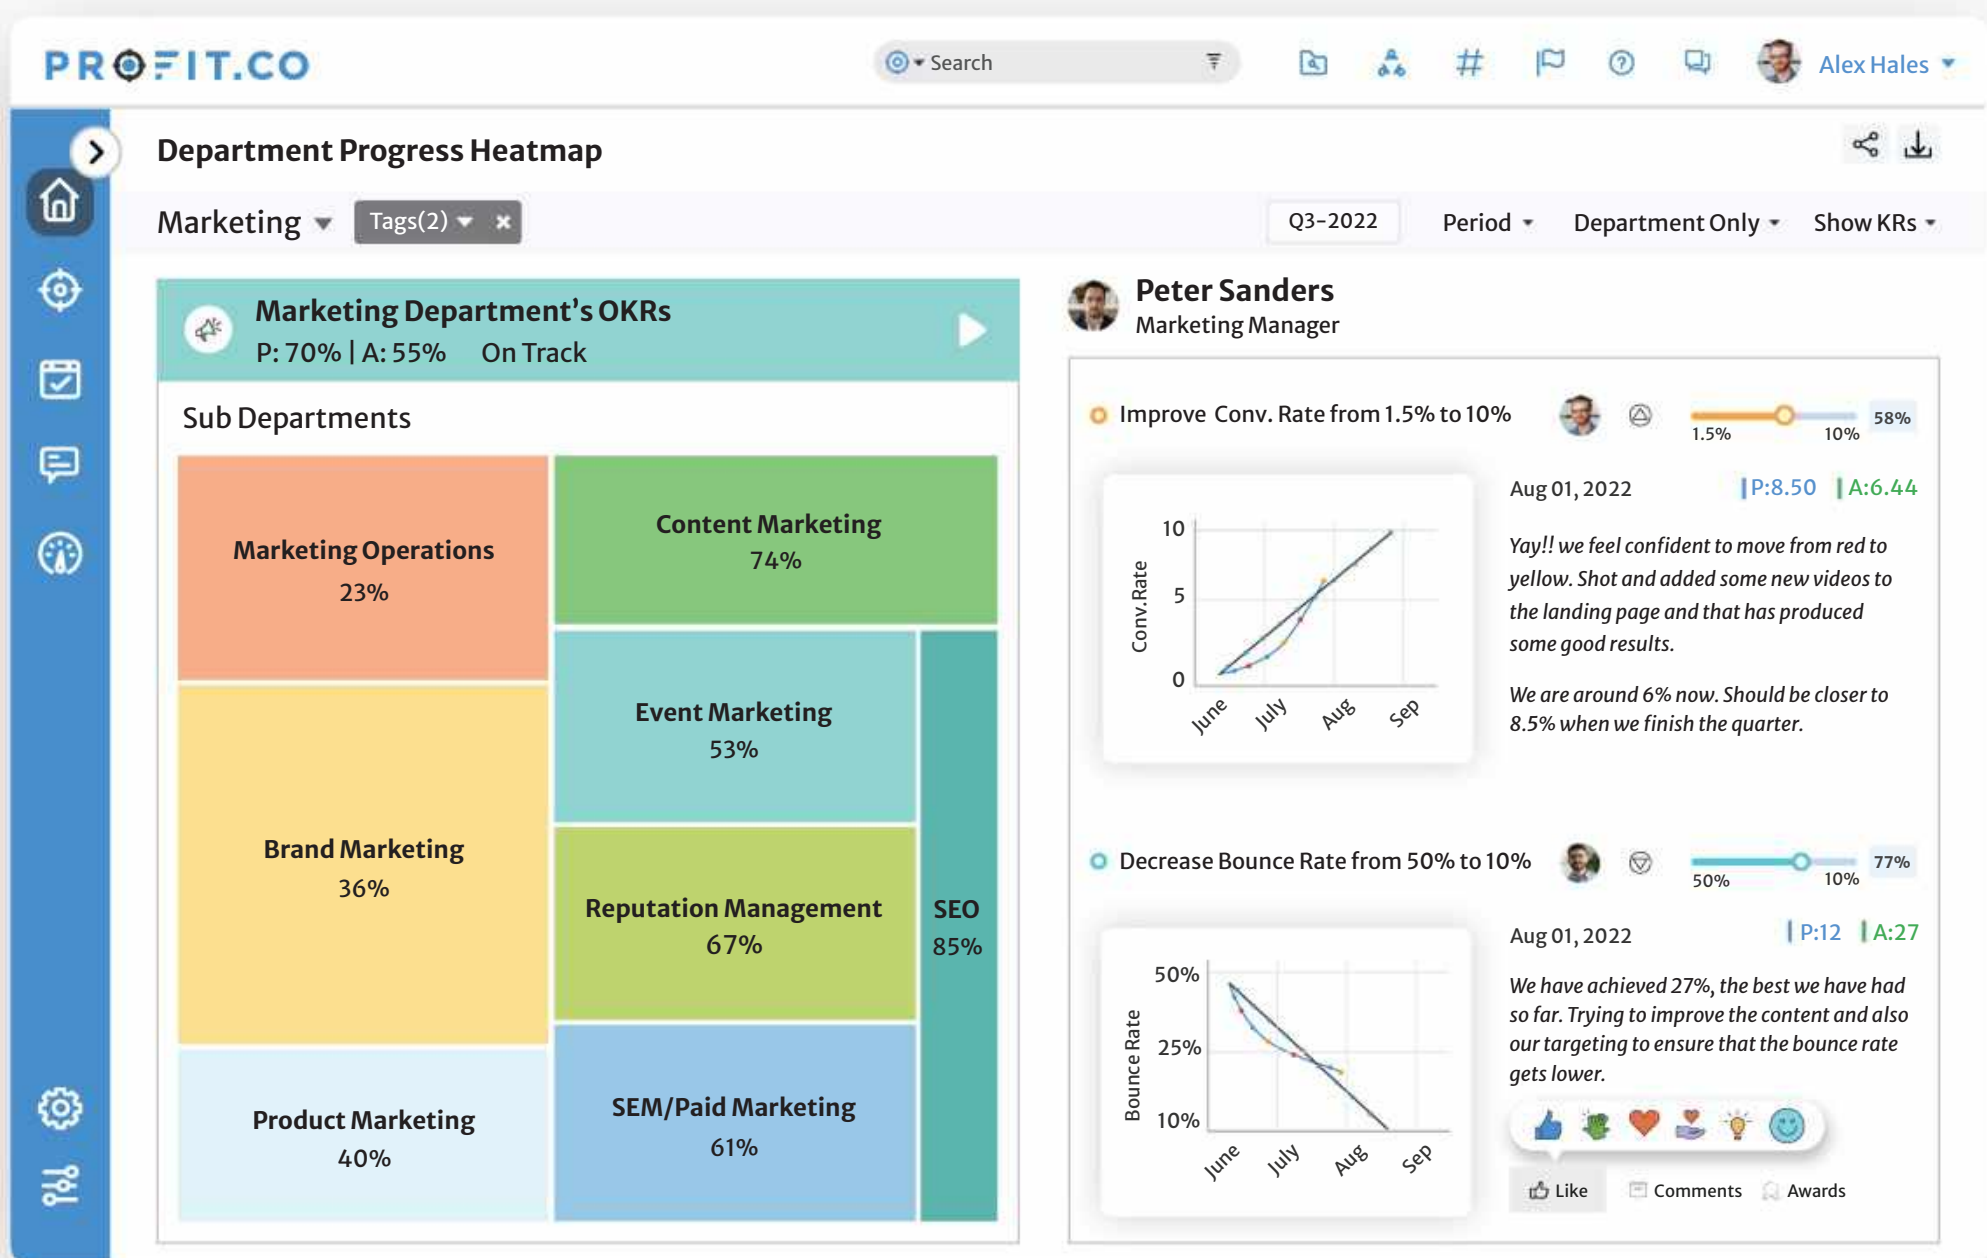 PROFIT.CO
Search
Alex Hales
Department Progress Heatmap
Marketing
Tags(2)
Q3-2022
Period
Department Only
Show KRs
Marketing Department’s OKRs
P: 70% | A: 55% On Track
Sub Departments
Marketing Operations
23%
Content Marketing
74%
Event Marketing
53%
Brand Marketing
36%
Reputation Management
67%
SEO
85%
Product Marketing
40%
SEM/Paid Marketing
61%
Peter Sanders
Marketing Manager
Improve Conv. Rate from 1.5% to 10%
58%
1.5%
10%
Aug 01, 2022
P:8.50
A:6.44
Conv.Rate
10
5
0
June
July
Aug
Sep
Yay!! we feel confident to move from red to
yellow. Shot and added some new videos to
the landing page and that has produced
some good results.
We are around 6% now. Should be closer to
8.5% when we finish the quarter.
Decrease Bounce Rate from 50% to 10%
77%
50%
10%
Aug 01, 2022
P:12
A:27
Bounce Rate
50%
25%
10%
June
July
Aug
Sep
We have achieved 27%, the best we have had
so far. Trying to improve the content and also
our targeting to ensure that the bounce rate
gets lower.
Like
Comments
Awards